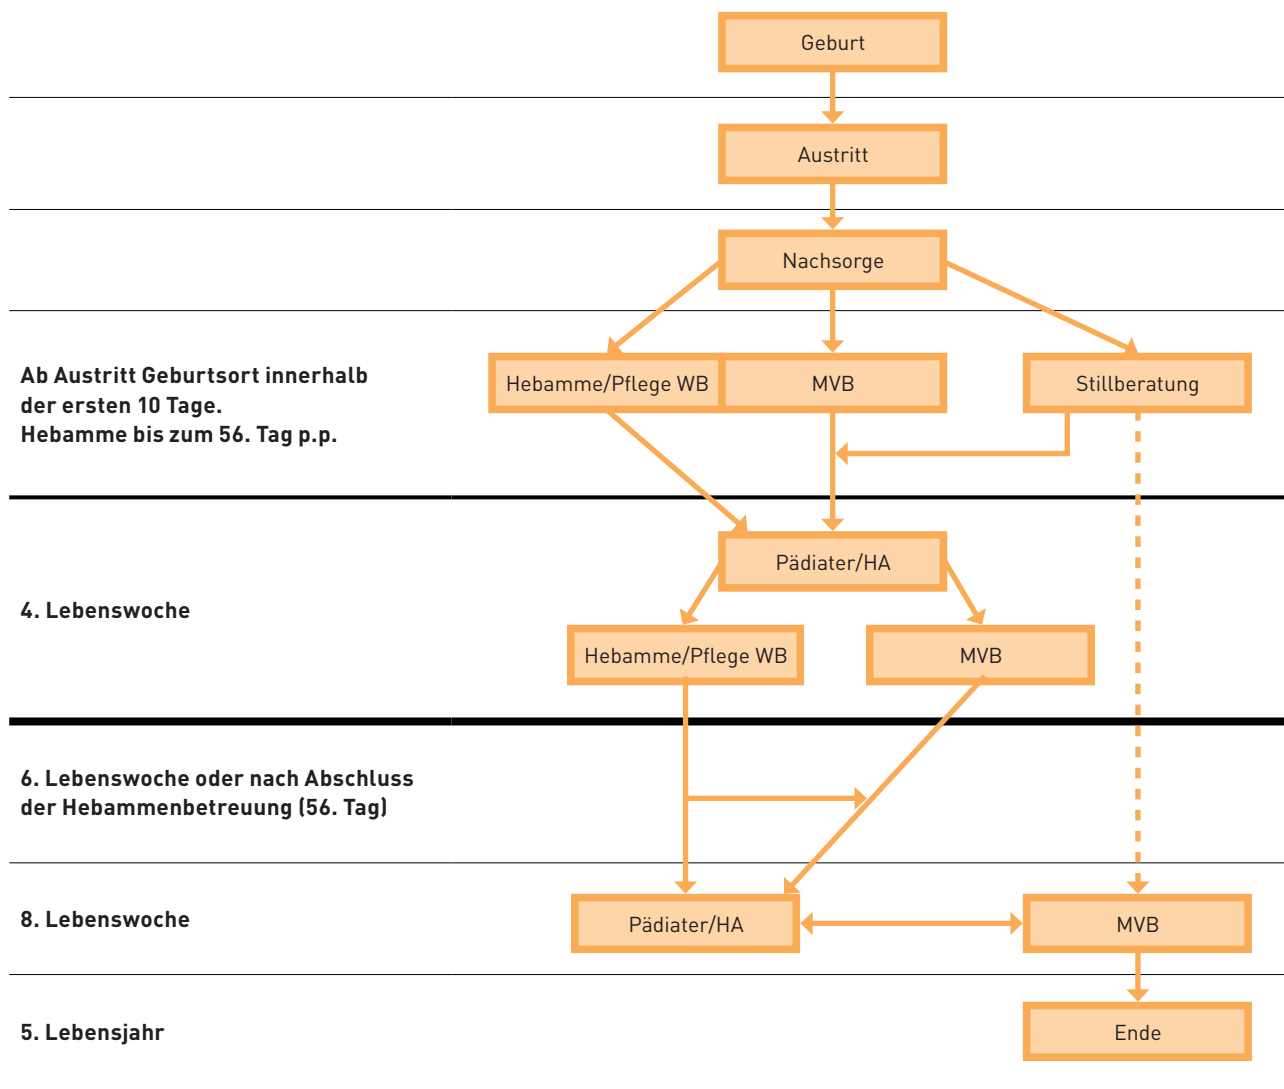 Geburt
Austritt
Nachsorge
Ab Austritt Geburtsort innerhalb
der ersten 10 Tage.
Hebamme bis zum 56. Tag p.p.
Hebamme/Pflege WB
MVB
Stillberatung
Pädiater/HA
4. Lebenswoche
Hebamme/Pflege WB
MVB
6. Lebenswoche oder nach Abschluss
der Hebammenbetreuung (56. Tag)
8. Lebenswoche
Pädiater/HA
MVB
5. Lebensjahr
Ende